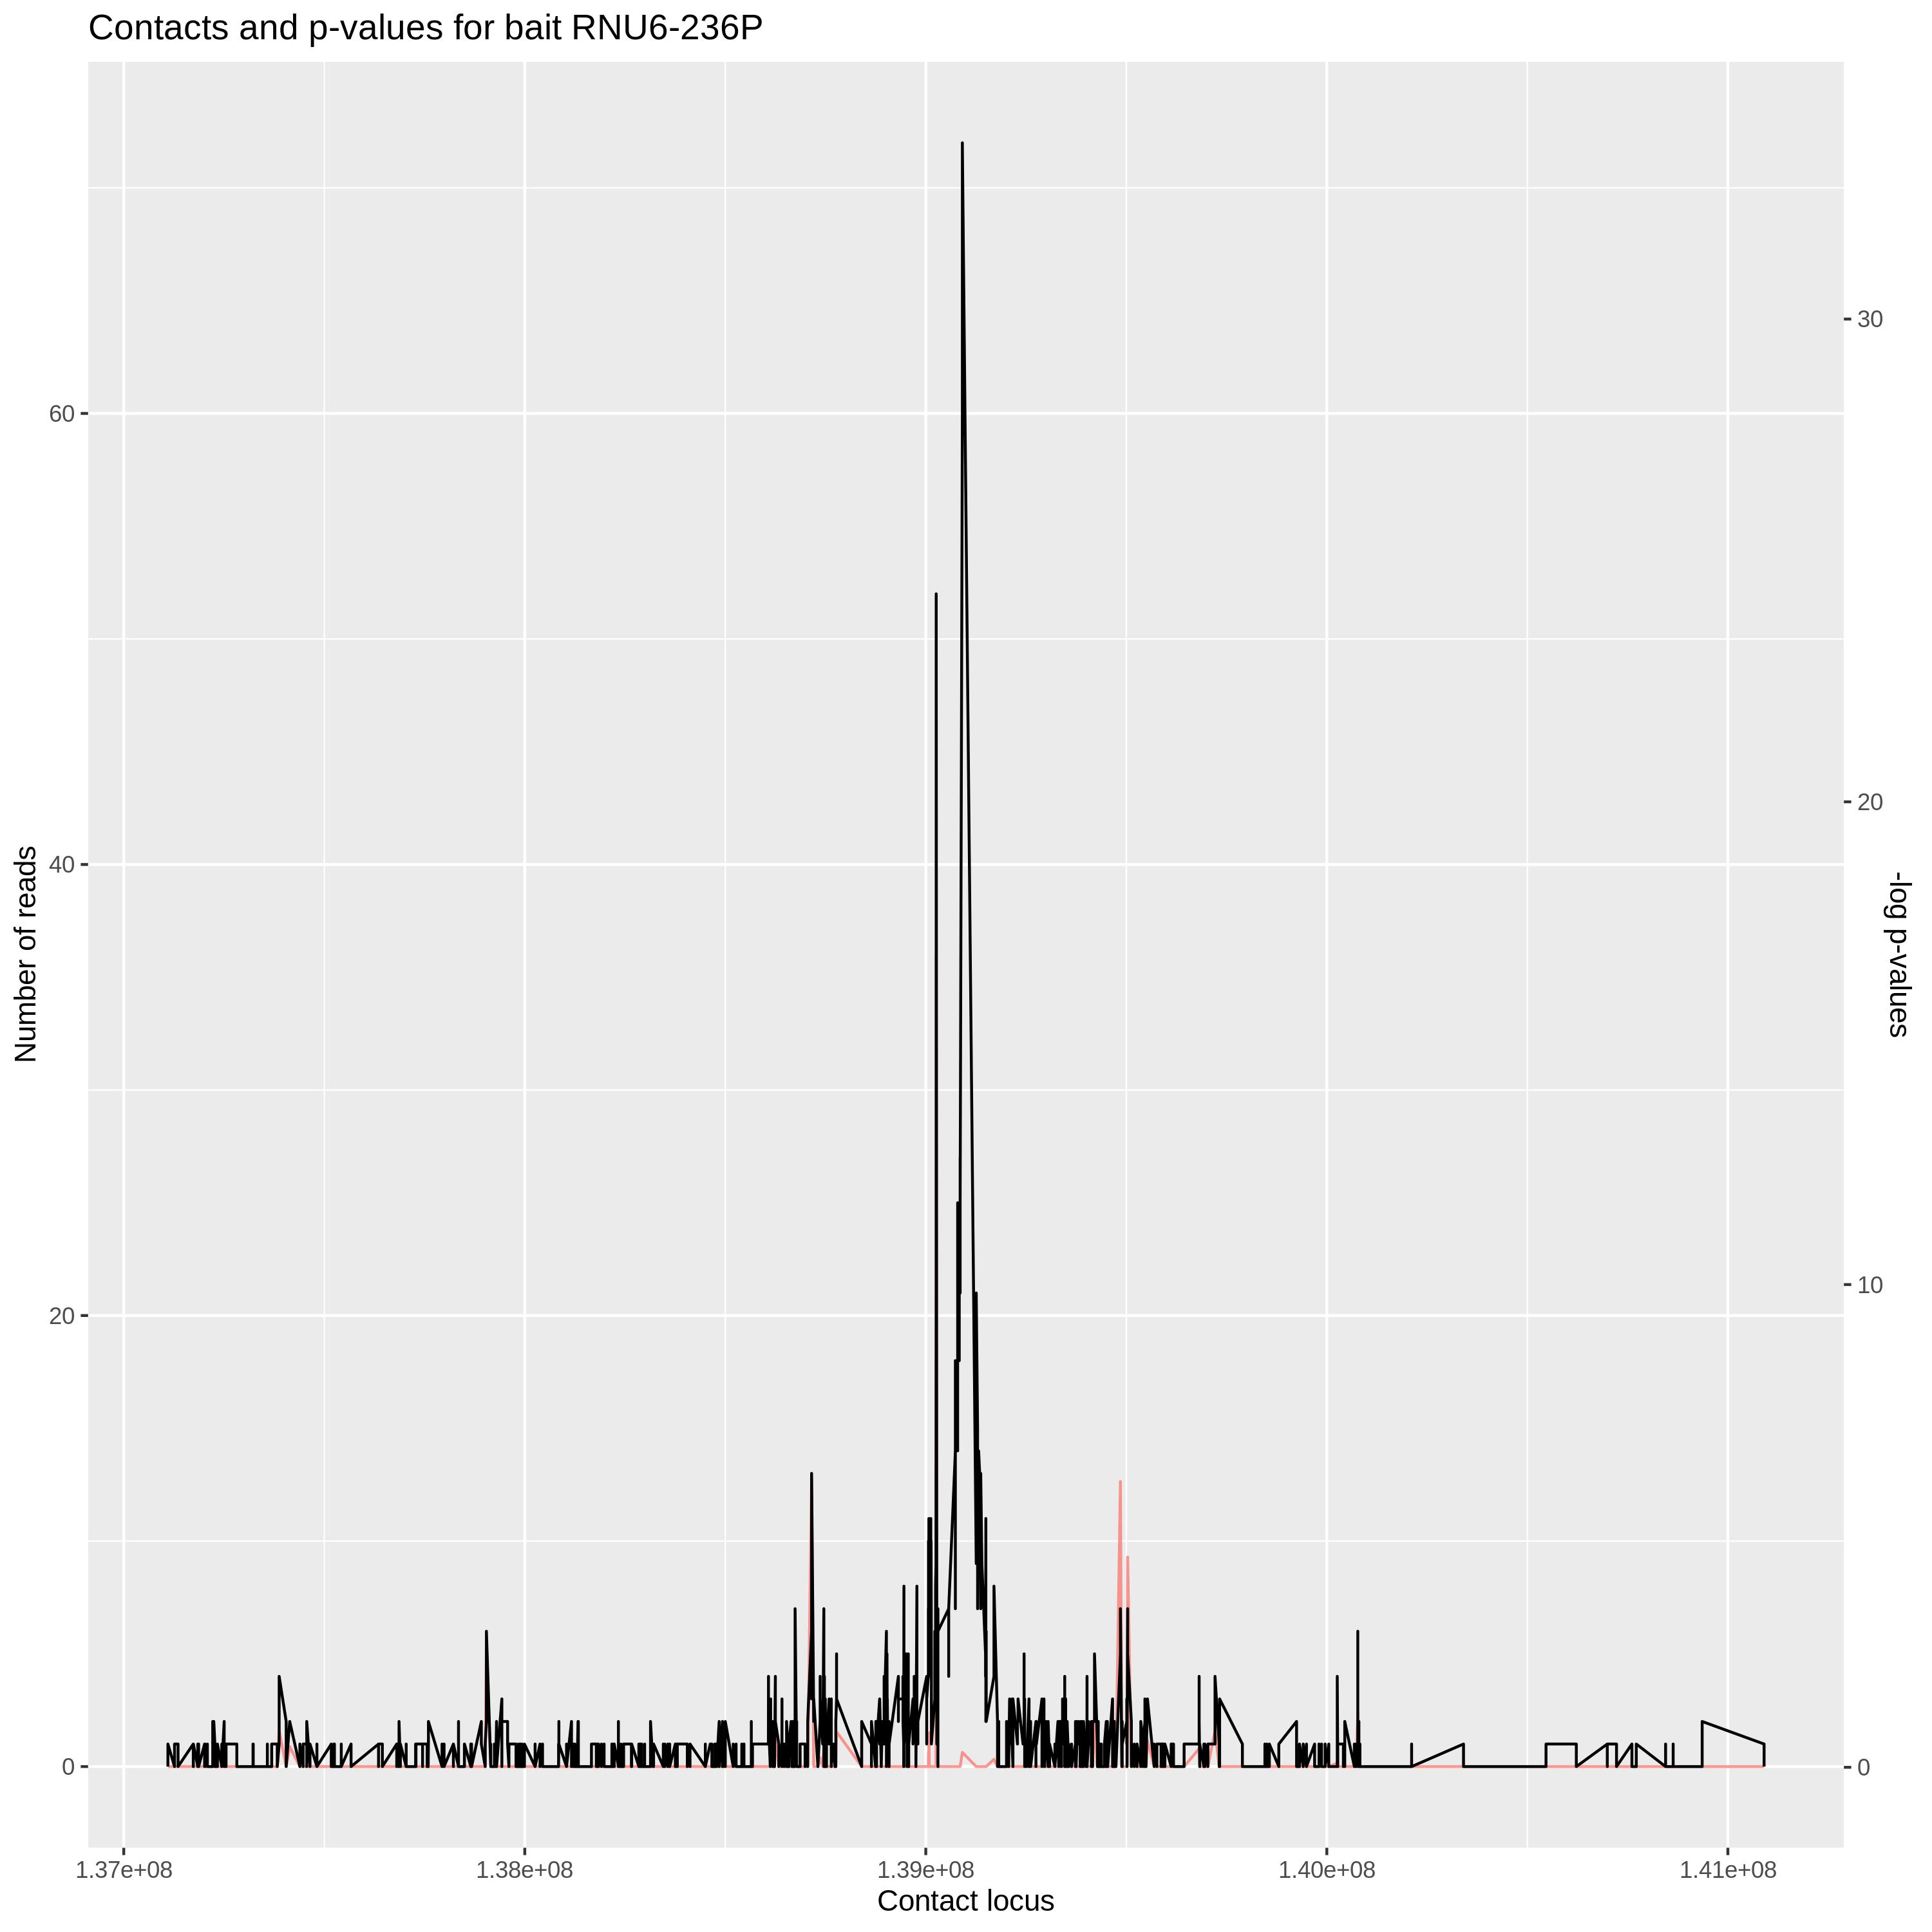 Contacts and p-values for bait RNU6-236P
Number of reads
60
40
20
0
30
20
10
0
-log p-values
1.37e+08
1.38e+08
1.39e+08
1.40e+08
1.41e+08
Contact locus